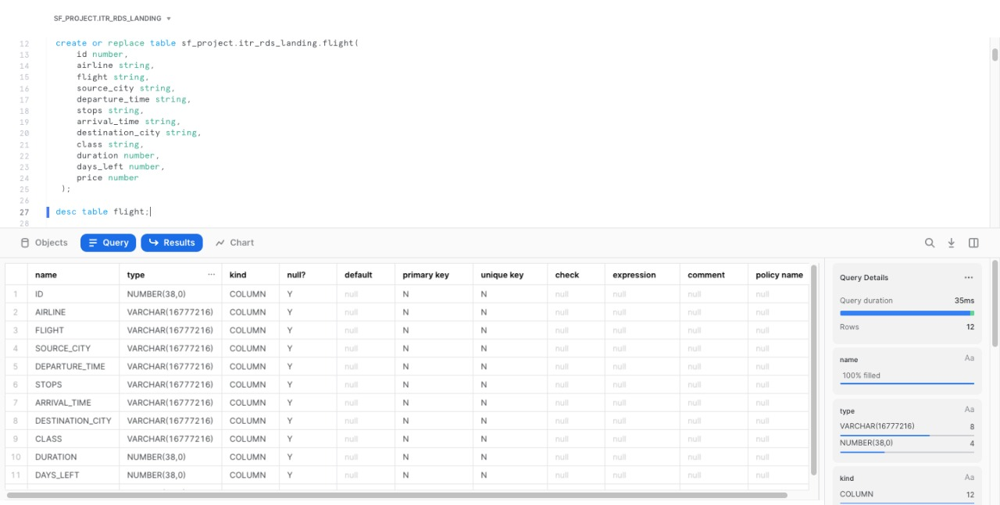 SF_PROJECT.ITR_RDS_LANDING
12 create or replace table sf_project.itr_rds_landing.flight(
13 id number,
14 airline string,
15 flight string,
16 source_city string,
17 departure_time string,
18 stops string,
19 arrival_time string,
20 destination_city string,
21 class string,
22 duration number,
23 days_left number,
24 price number
25 );
26
27 desc table flight;
28
Objects Query Results Chart
name type ... kind null? default primary key unique key check expression comment policy name
1 ID NUMBER(38,0) COLUMN Y null N N null null null null
2 AIRLINE VARCHAR(16777216) COLUMN Y null N N null null null null
3 FLIGHT VARCHAR(16777216) COLUMN Y null N N null null null null
4 SOURCE_CITY VARCHAR(16777216) COLUMN Y null N N null null null null
5 DEPARTURE_TIME VARCHAR(16777216) COLUMN Y null N N null null null null
6 STOPS VARCHAR(16777216) COLUMN Y null N N null null null null
7 ARRIVAL_TIME VARCHAR(16777216) COLUMN Y null N N null null null null
8 DESTINATION_CITY VARCHAR(16777216) COLUMN Y null N N null null null null
9 CLASS VARCHAR(16777216) COLUMN Y null N N null null null null
10 DURATION NUMBER(38,0) COLUMN Y null N N null null null null
11 DAYS_LEFT NUMBER(38,0) COLUMN Y null N N null null null null
Query Details ...
Query duration 35ms
Rows 12
name Aa
100% filled
type Aa
VARCHAR(16777216) 8
NUMBER(38,0) 4
kind Aa
COLUMN 12